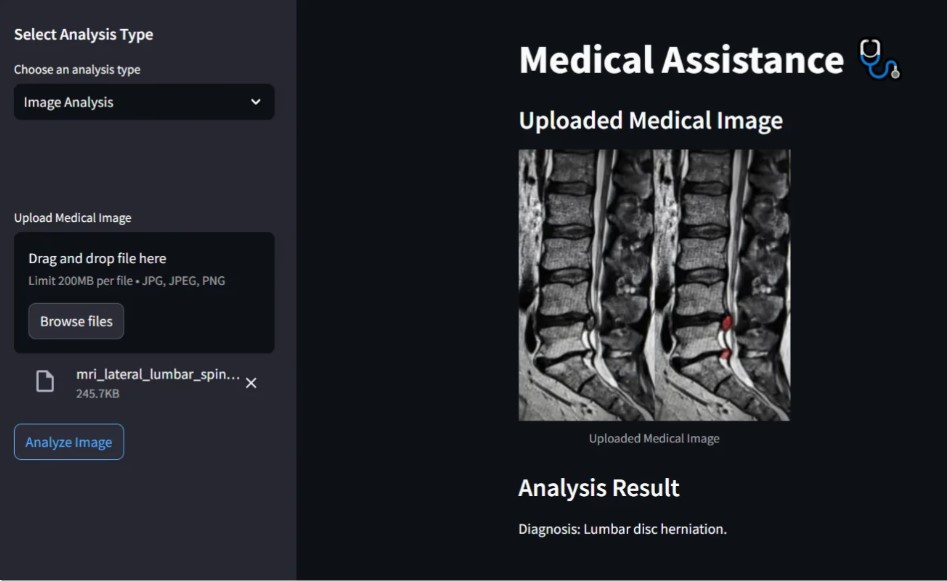 Select Analysis Type
Choose an analysis type
Image Analysis
Upload Medical Image
Drag and drop file here
Limit 200MB per file • JPG, JPEG, PNG
Browse files
mri_lateral_lumbar_spin...
245.7KB
Analyze Image
Medical Assistance
Uploaded Medical Image
Uploaded Medical Image
Analysis Result
Diagnosis: Lumbar disc herniation.